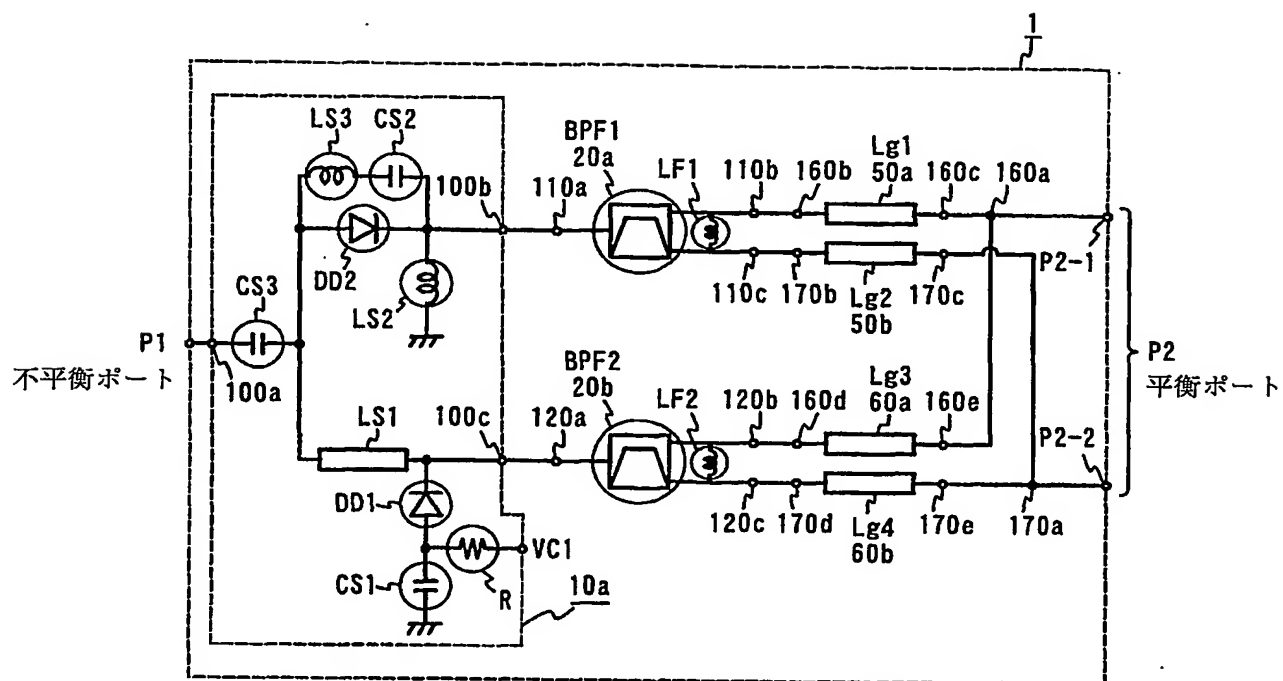 1
LS3 CS2
BPF1
20a
LF1 110b 160b
Lg1
50a
160c 160a
100b 110a
DD2
CS3
LS2
110c 170b
Lg2
50b
170c
P2-1
P1
不平衡ポート
100a
P2
平衡ポート
BPF2
20b
LF2 120b 160d
Lg3
60a
160e
LS1
100c 120a
P2-2
DD1
120c 170d
Lg4
60b
170e 170a
VC1
CS1
R
10a